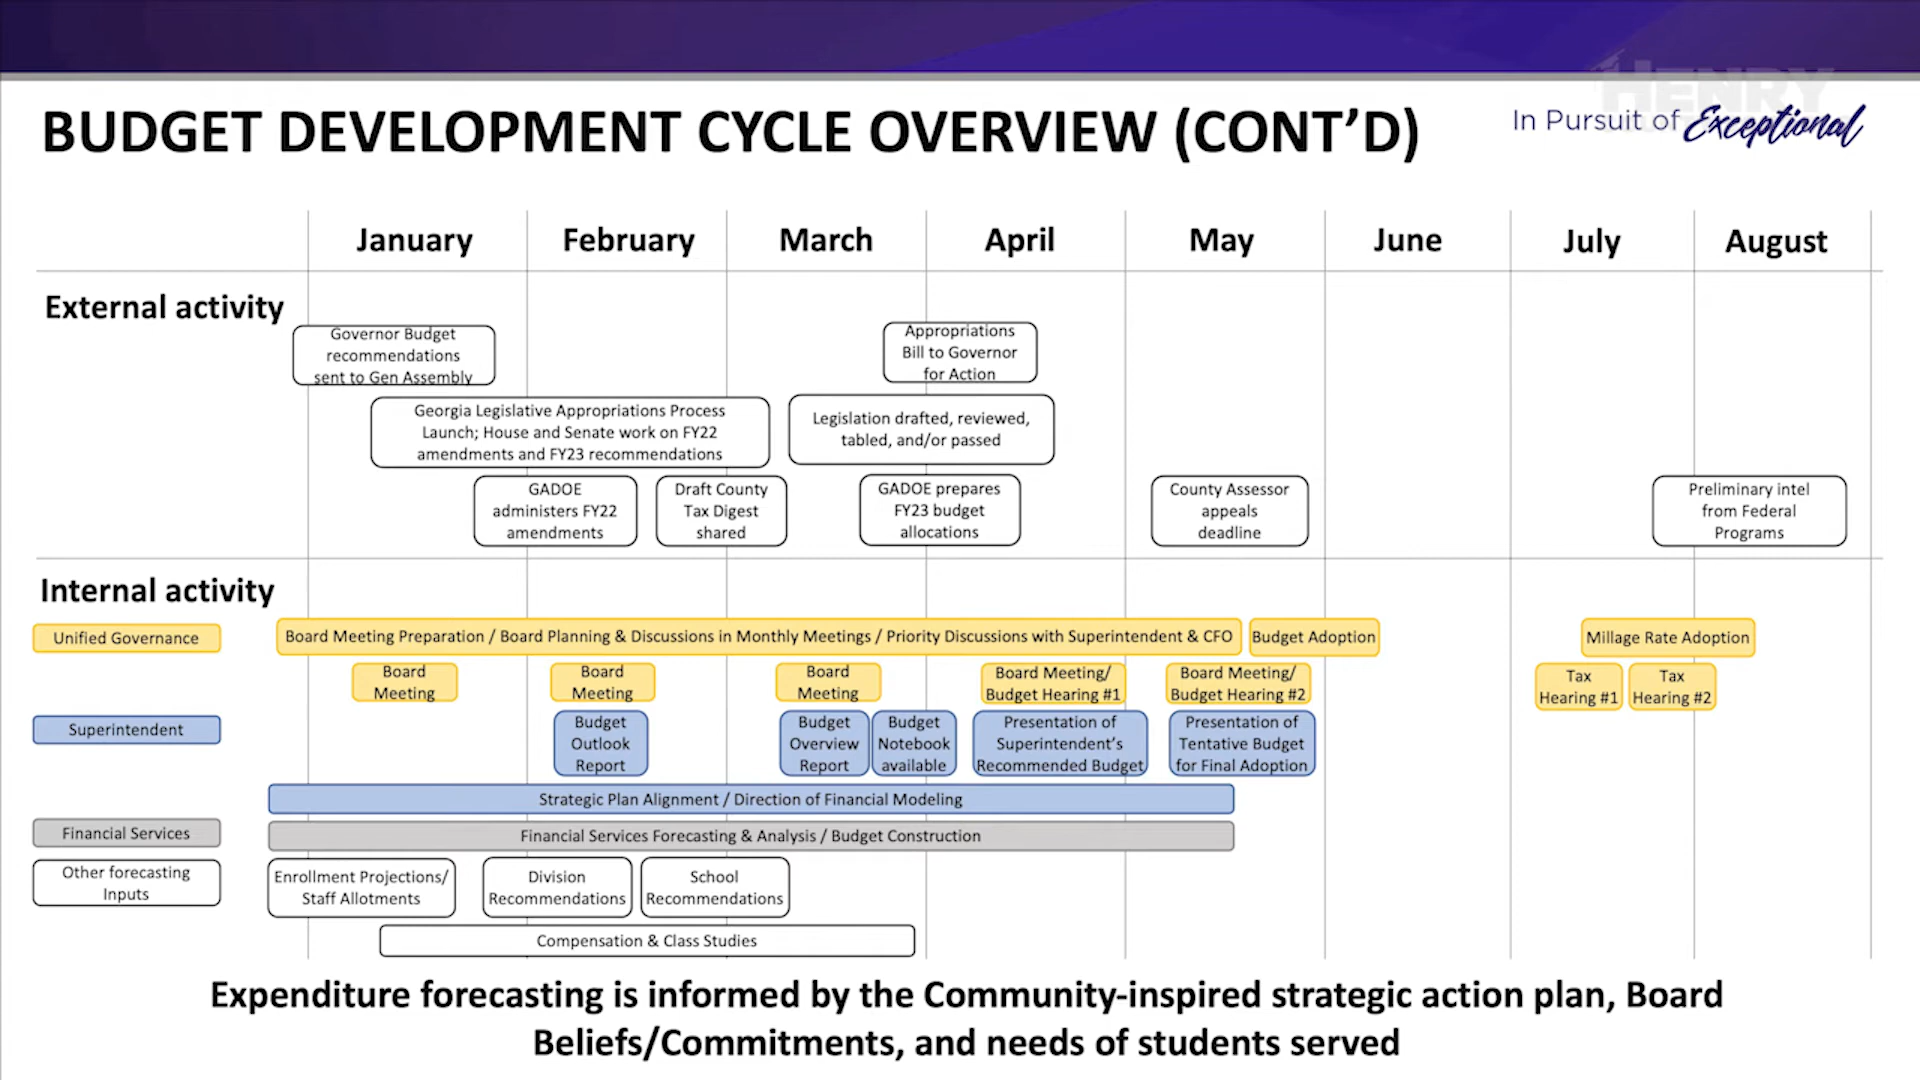 HENRY
BUDGET DEVELOPMENT CYCLE OVERVIEW (CONT’D)
In Pursuit of Exceptional
January
February
March
April
May
June
July
August
External activity
Governor Budget
recommendations
sent to Gen Assembly
Appropriations
Bill to Governor
for Action
Georgia Legislative Appropriations Process
Launch; House and Senate work on FY22
amendments and FY23 recommendations
Legislation drafted, reviewed,
tabled, and/or passed
GADOE
administers FY22
amendments
Draft County
Tax Digest
shared
GADOE prepares
FY23 budget
allocations
County Assessor
appeals
deadline
Preliminary intel
from Federal
Programs
Internal activity
Unified Governance
Board Meeting Preparation / Board Planning & Discussions in Monthly Meetings / Priority Discussions with Superintendent & CFO
Budget Adoption
Millage Rate Adoption
Board
Meeting
Board
Meeting
Board
Meeting
Board Meeting/
Budget Hearing #1
Board Meeting/
Budget Hearing #2
Tax
Hearing #1
Tax
Hearing #2
Superintendent
Budget
Outlook
Report
Budget
Overview
Report
Budget
Notebook
available
Presentation of
Superintendent’s
Recommended Budget
Presentation of
Tentative Budget
for Final Adoption
Strategic Plan Alignment / Direction of Financial Modeling
Financial Services
Financial Services Forecasting & Analysis / Budget Construction
Other forecasting
Inputs
Enrollment Projections/
Staff Allotments
Division
Recommendations
School
Recommendations
Compensation & Class Studies
Expenditure forecasting is informed by the Community-inspired strategic action plan, Board
Beliefs/Commitments, and needs of students served